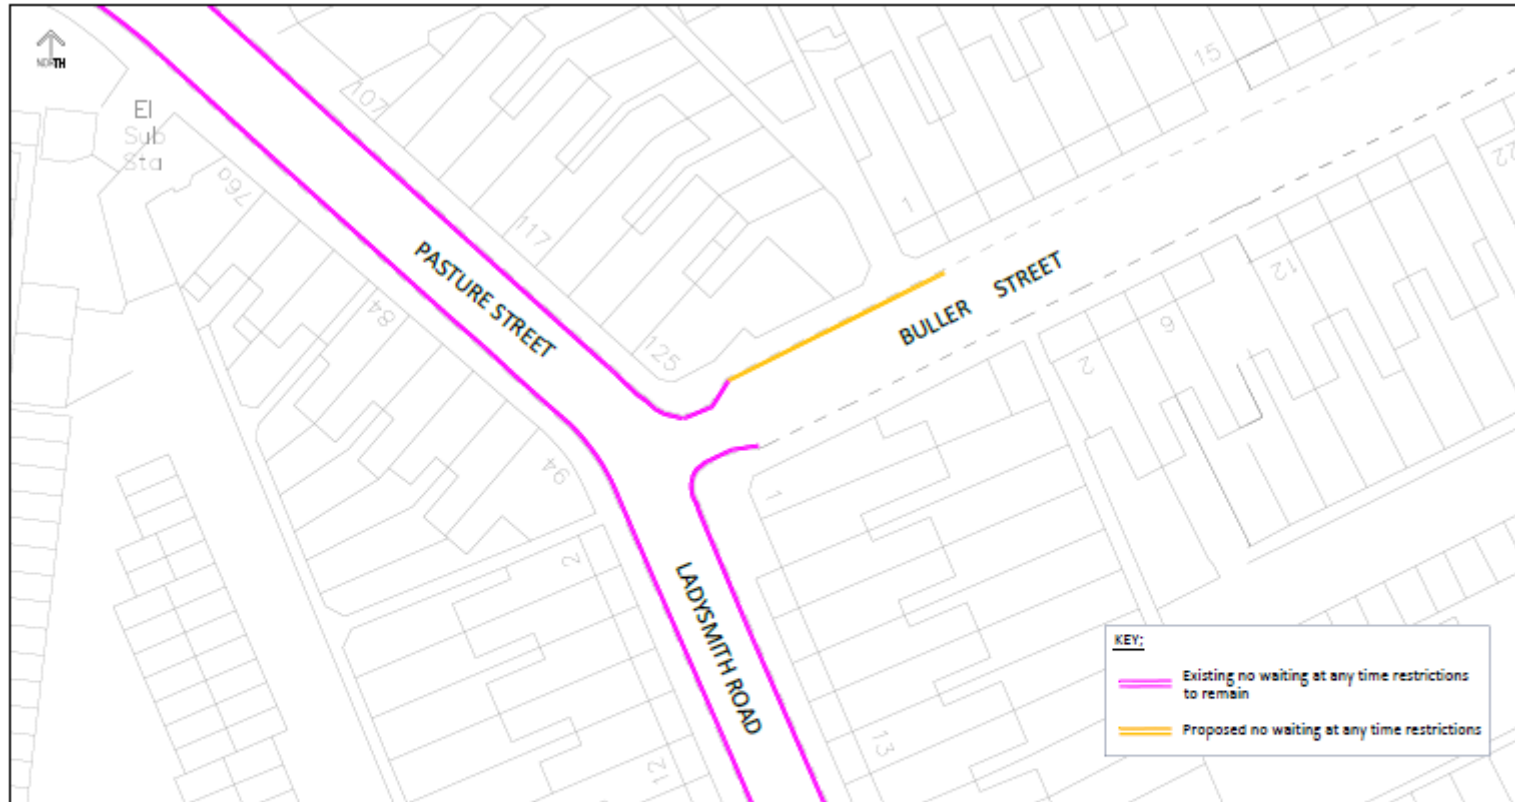 NORTH
El
Sub
Sta
107
15
76a
117
1
22
PASTURE STREET
BULLER STREET
12
84
125
6
2
94
1
2
LADYSMITH ROAD
13
12
KEY;
Existing no waiting at any time restrictions
to remain
Proposed no waiting at any time restrictions